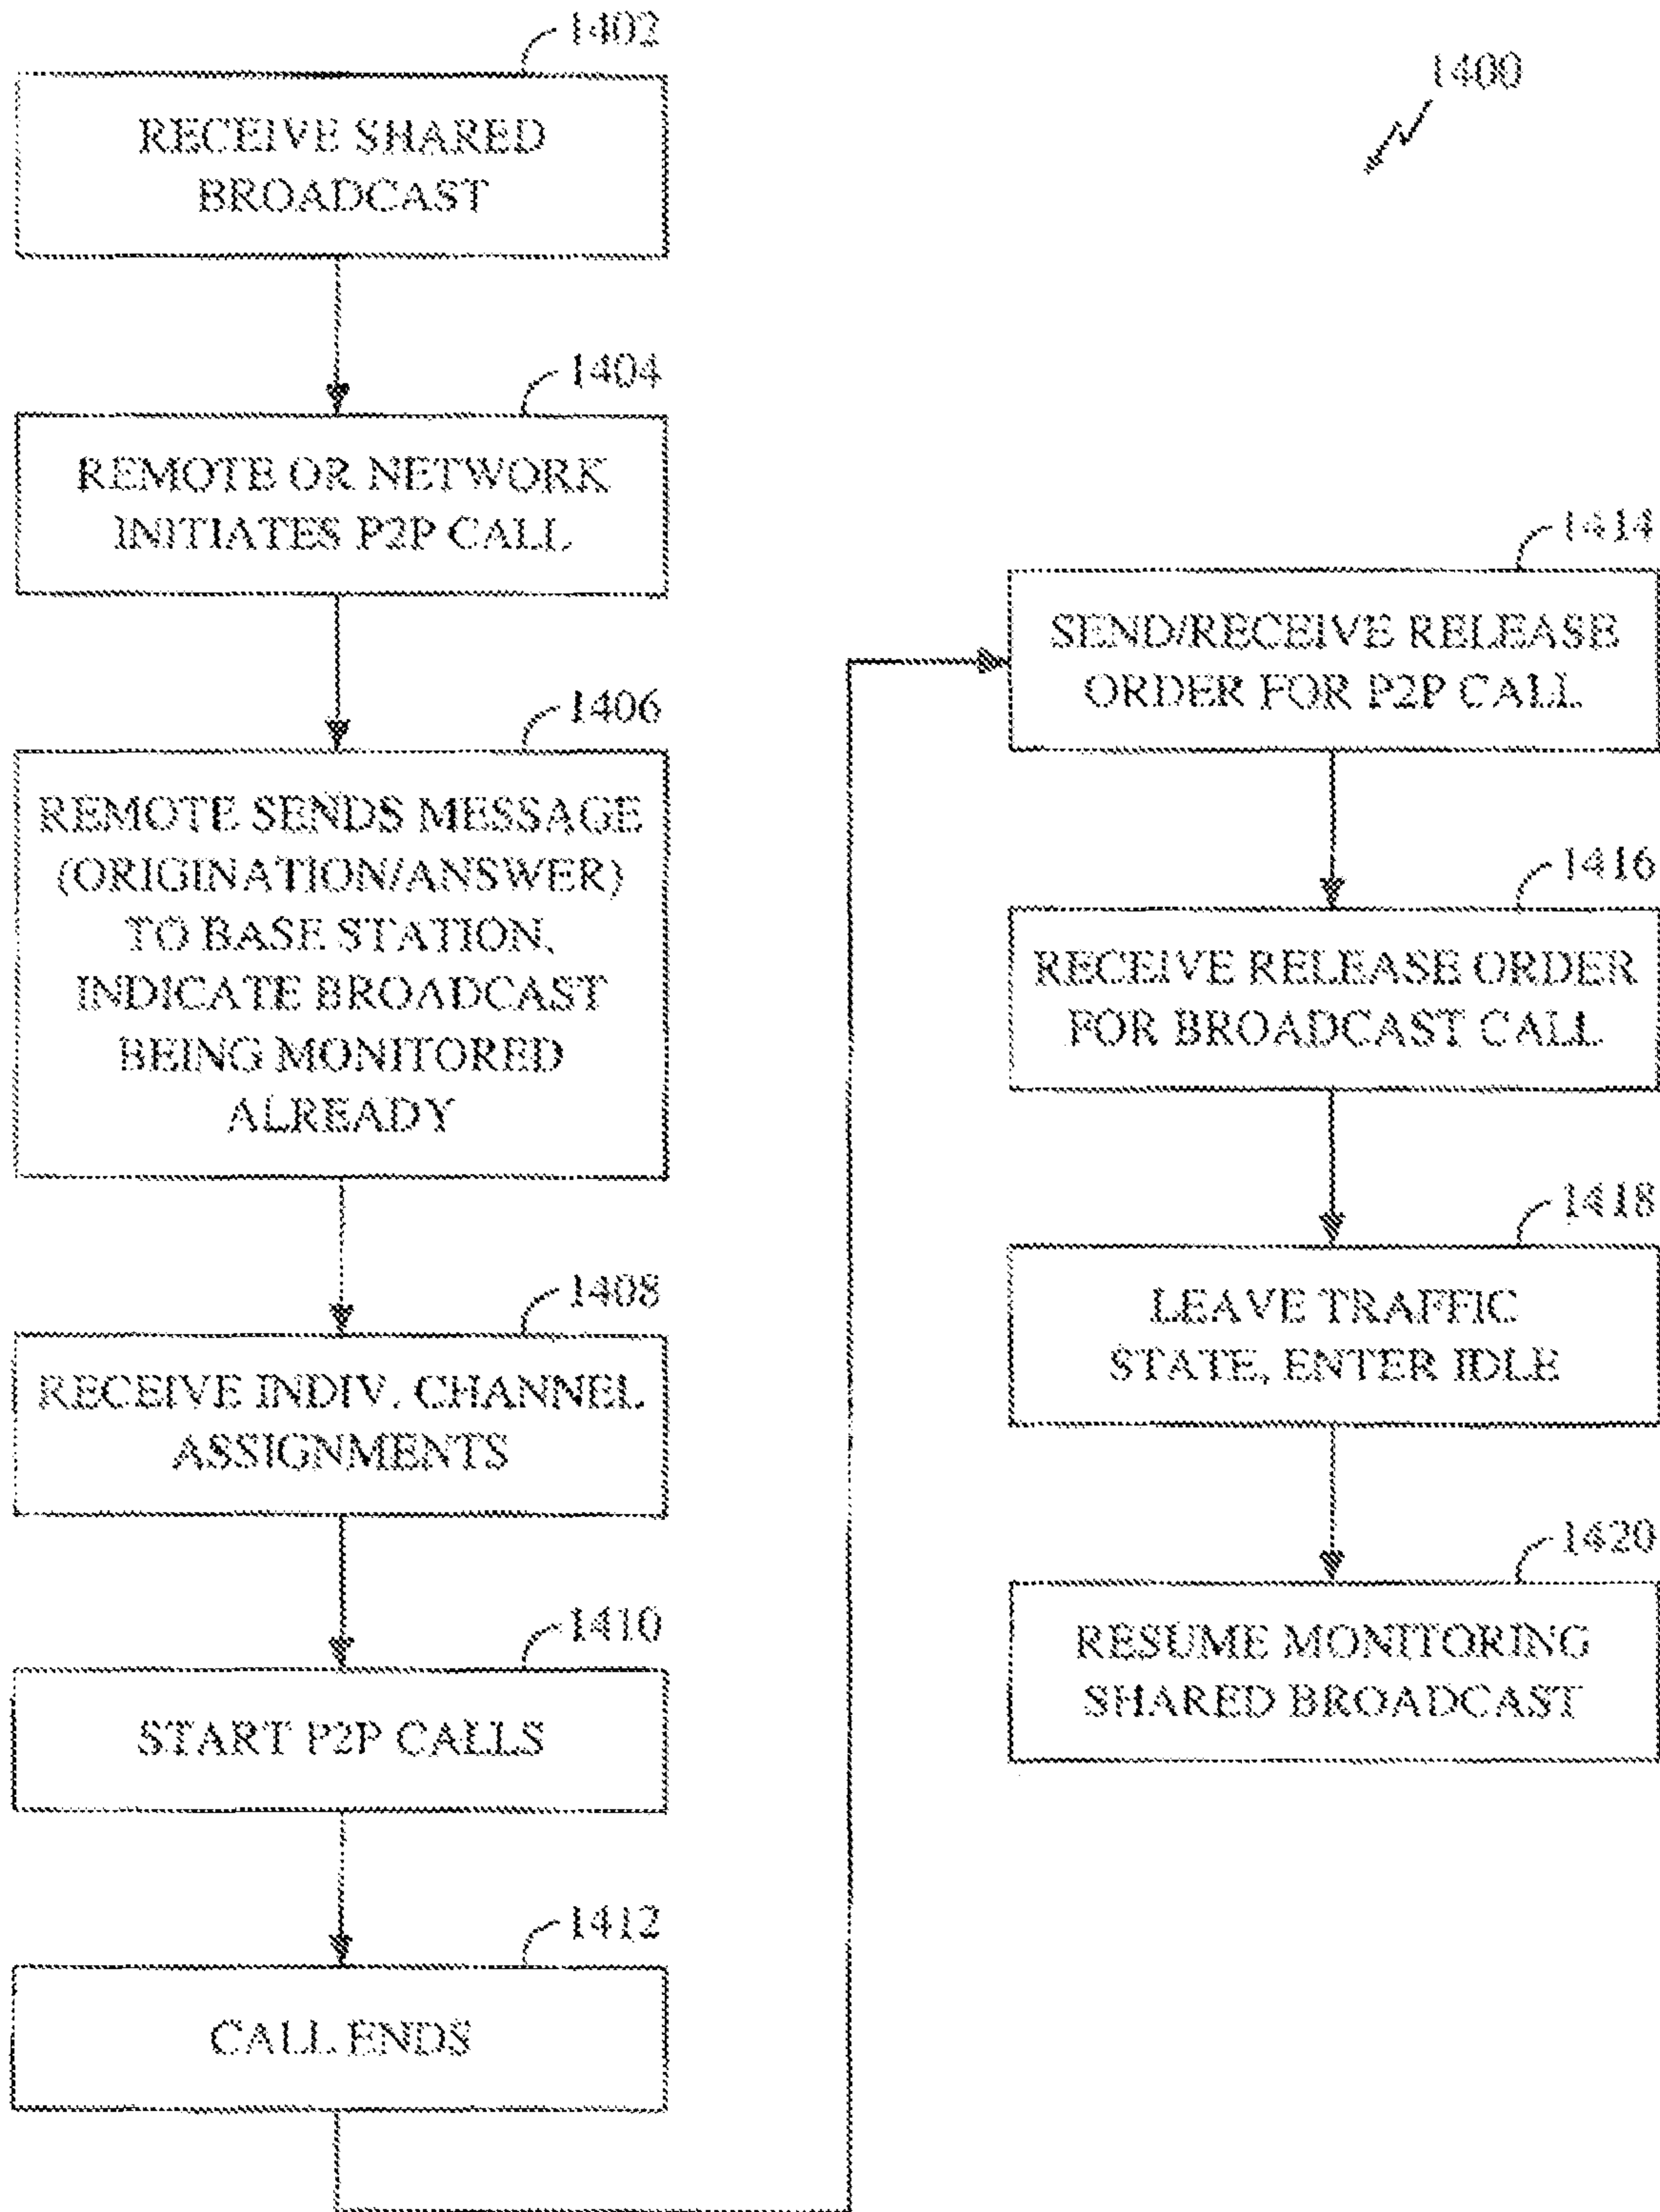 1402
1400
RECEIVE SHARED
BROADCAST
1404
REMOTE OR NETWORK
INITIATES P2P CALL
1406
REMOTE SENDS MESSAGE
(ORIGINATION/ANSWER)
TO BASE STATION,
INDICATE BROADCAST
BEING MONITORED
ALREADY
1408
RECEIVE INDIV. CHANNEL
ASSIGNMENTS
1410
START P2P CALLS
1412
CALL ENDS
1414
SEND/RECEIVE RELEASE
ORDER FOR P2P CALL
1416
RECEIVE RELEASE ORDER
FOR BROADCAST CALL
1418
LEAVE TRAFFIC
STATE, ENTER IDLE
1420
RESUME MONITORING
SHARED BROADCAST